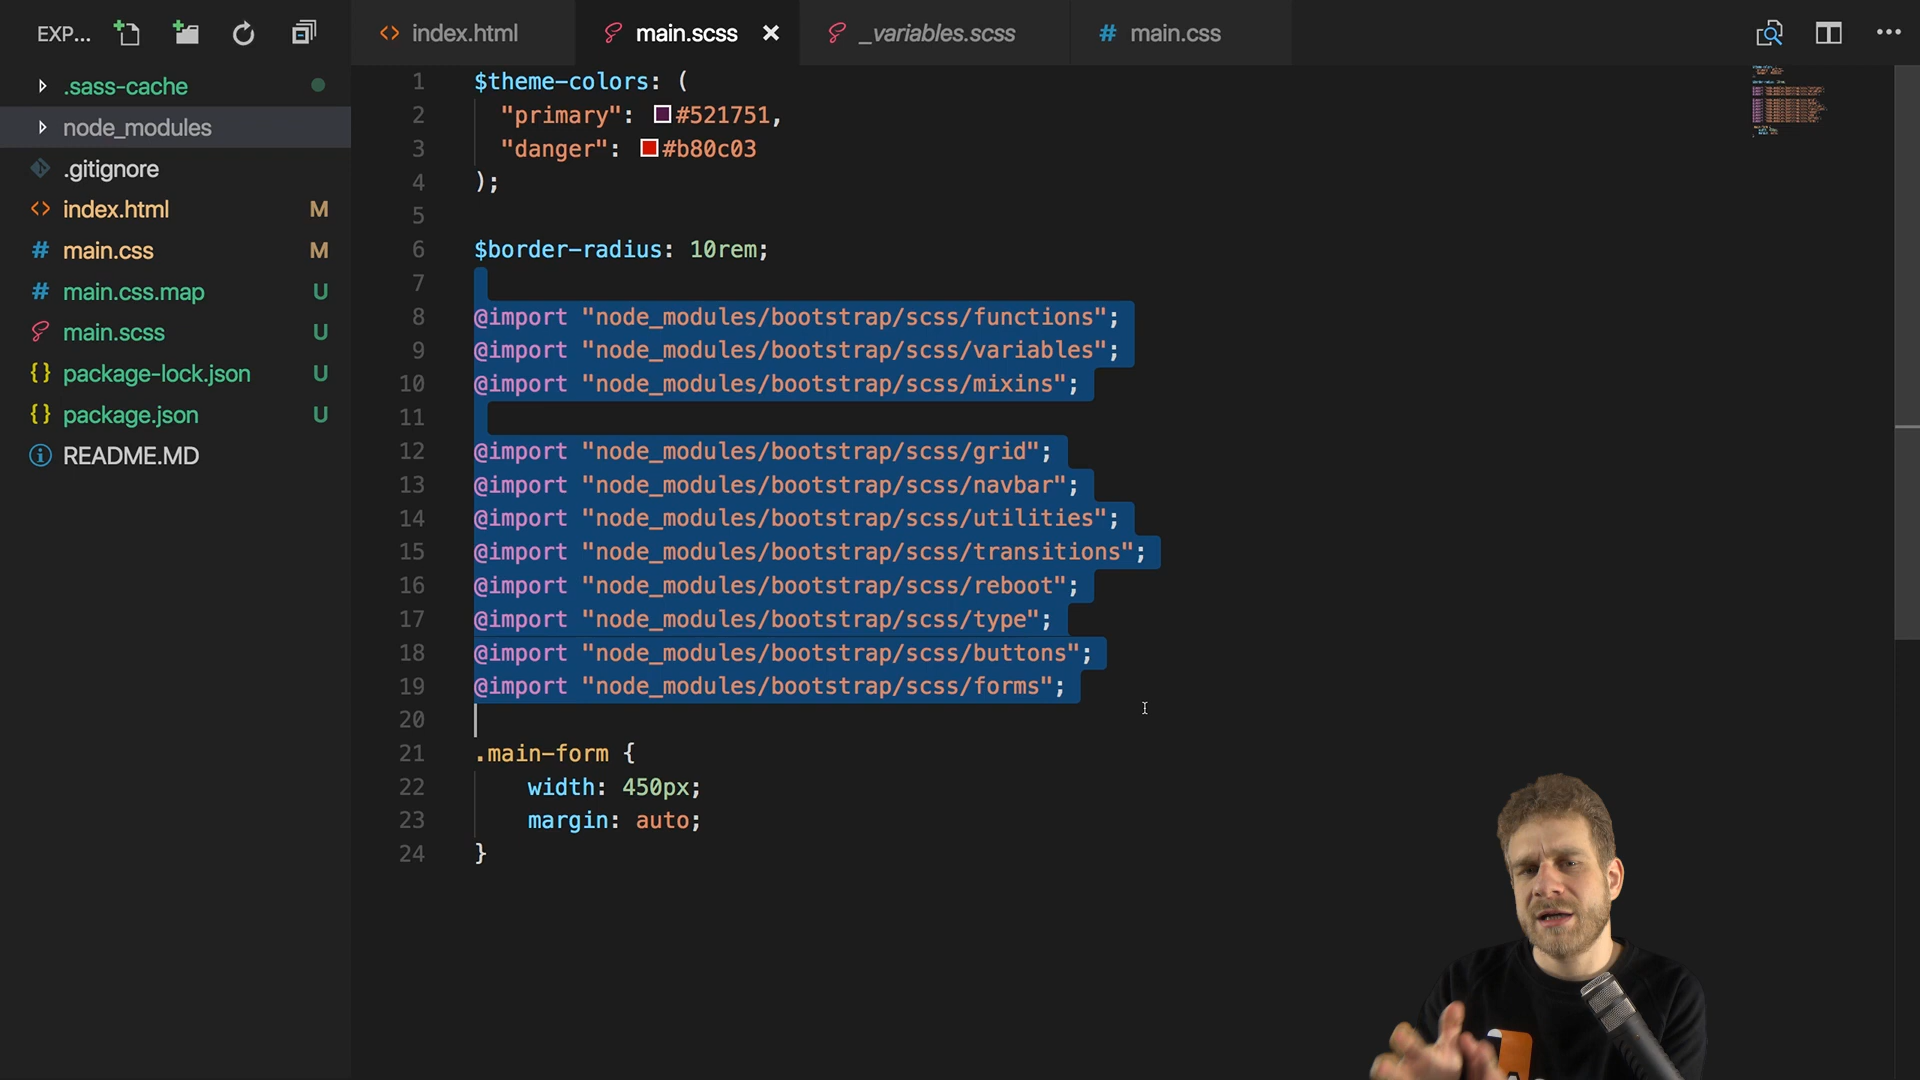 EXP...
index.html
main.scss
_variables.scss
main.css
.sass-cache
node_modules
.gitignore
index.html M
main.css M
main.css.map U
main.scss U
package-lock.json U
package.json U
README.MD
1 $theme-colors: (
2 "primary": #521751,
3 "danger": #b80c03
4 );
5
6 $border-radius: 10rem;
7
8 @import "node_modules/bootstrap/scss/functions";
9 @import "node_modules/bootstrap/scss/variables";
10 @import "node_modules/bootstrap/scss/mixins";
11
12 @import "node_modules/bootstrap/scss/grid";
13 @import "node_modules/bootstrap/scss/navbar";
14 @import "node_modules/bootstrap/scss/utilities";
15 @import "node_modules/bootstrap/scss/transitions";
16 @import "node_modules/bootstrap/scss/reboot";
17 @import "node_modules/bootstrap/scss/type";
18 @import "node_modules/bootstrap/scss/buttons";
19 @import "node_modules/bootstrap/scss/forms";
20
21 .main-form {
22 width: 450px;
23 margin: auto;
24 }